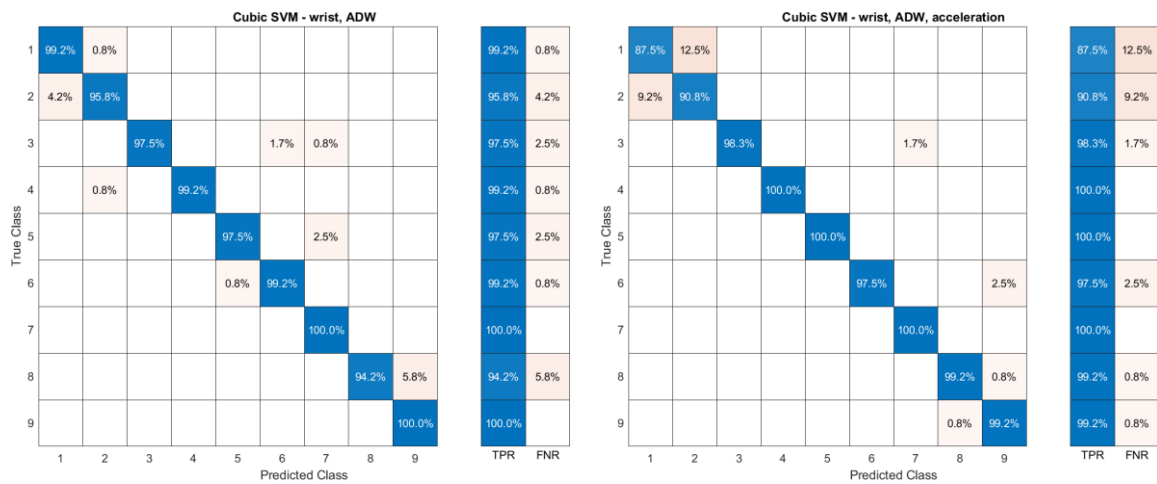 Cubic SVM - wrist, ADW
1 99.2% 0.8% 99.2% 0.8%
2 4.2% 95.8% 95.8% 4.2%
3 97.5% 1.7% 0.8% 97.5% 2.5%
4 0.8% 99.2% 99.2% 0.8%
5 97.5% 2.5% 97.5% 2.5%
6 0.8% 99.2% 99.2% 0.8%
7 100.0% 100.0%
8 94.2% 5.8% 94.2% 5.8%
9 100.0% 100.0%
True Class
1 2 3 4 5 6 7 8 9 TPR FNR
Predicted Class
Cubic SVM - wrist, ADW, acceleration
1 87.5% 12.5% 87.5% 12.5%
2 9.2% 90.8% 90.8% 9.2%
3 98.3% 1.7% 98.3% 1.7%
4 100.0% 100.0%
5 100.0% 100.0%
6 97.5% 2.5% 97.5% 2.5%
7 100.0% 100.0%
8 99.2% 0.8% 99.2% 0.8%
9 0.8% 99.2% 99.2% 0.8%
True Class
1 2 3 4 5 6 7 8 9 TPR FNR
Predicted Class